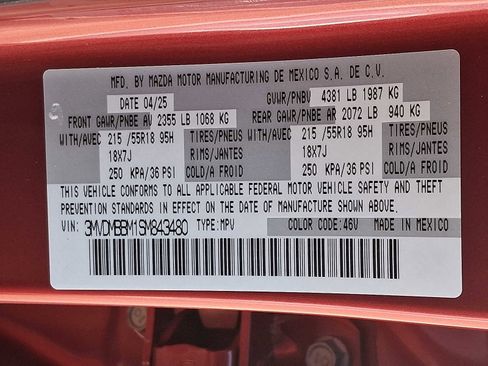 MFD. BY MAZDA MOTOR MANUFACTURING DE MEXICO S.A. DE C.V.
DATE 04/25 GVWR/PNBV 4381 LB 1987 KG
FRONT GAWR/PNBE AV 2355 LB 1068 KG REAR GAWR/PNBE AR 2072 LB 940 KG
WITH/AVEC 215 /55R18 95H TIRES/PNEUS WITH/AVEC 215 /55R18 95H TIRES/PNEUS
18X7J RIMS/JANTES 18X7J RIMS/JANTES
250 KPA/36 PSI COLD/A FROID 250 KPA/36 PSI COLD/A FROID
THIS VEHICLE CONFORMS TO ALL APPLICABLE FEDERAL MOTOR VEHICLE SAFETY AND THEFT
PREVENTION STANDARDS IN EFFECT ON THE DATE OF MANUFACTURE SHOWN ABOVE.
VIN: 3MVDMBBM1SM843480 TYPE:MPV COLOR CODE:46V MADE IN MEXICO